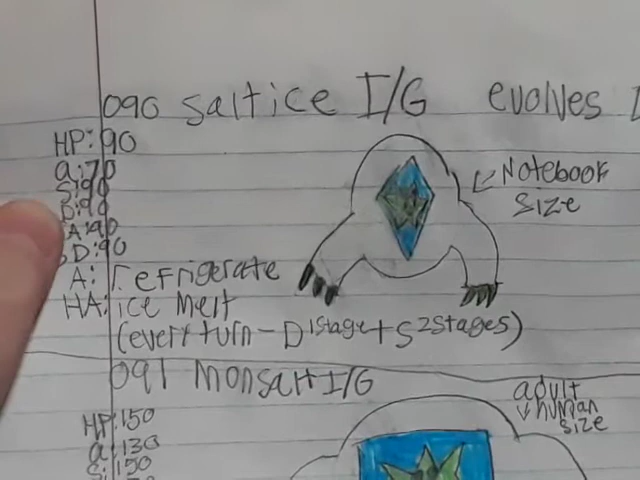 090 Saltice I/G evolves
HP: 90
a: 70
S: 90
D: 90
A: 90
D: 90
← Notebook
size
A: refrigerate
HA: ice melt
(every turn - D 1stage + S 2stages)
091 Monsalt I/G
adult
↓ human
size
HP: 150
a: 130
S: 150